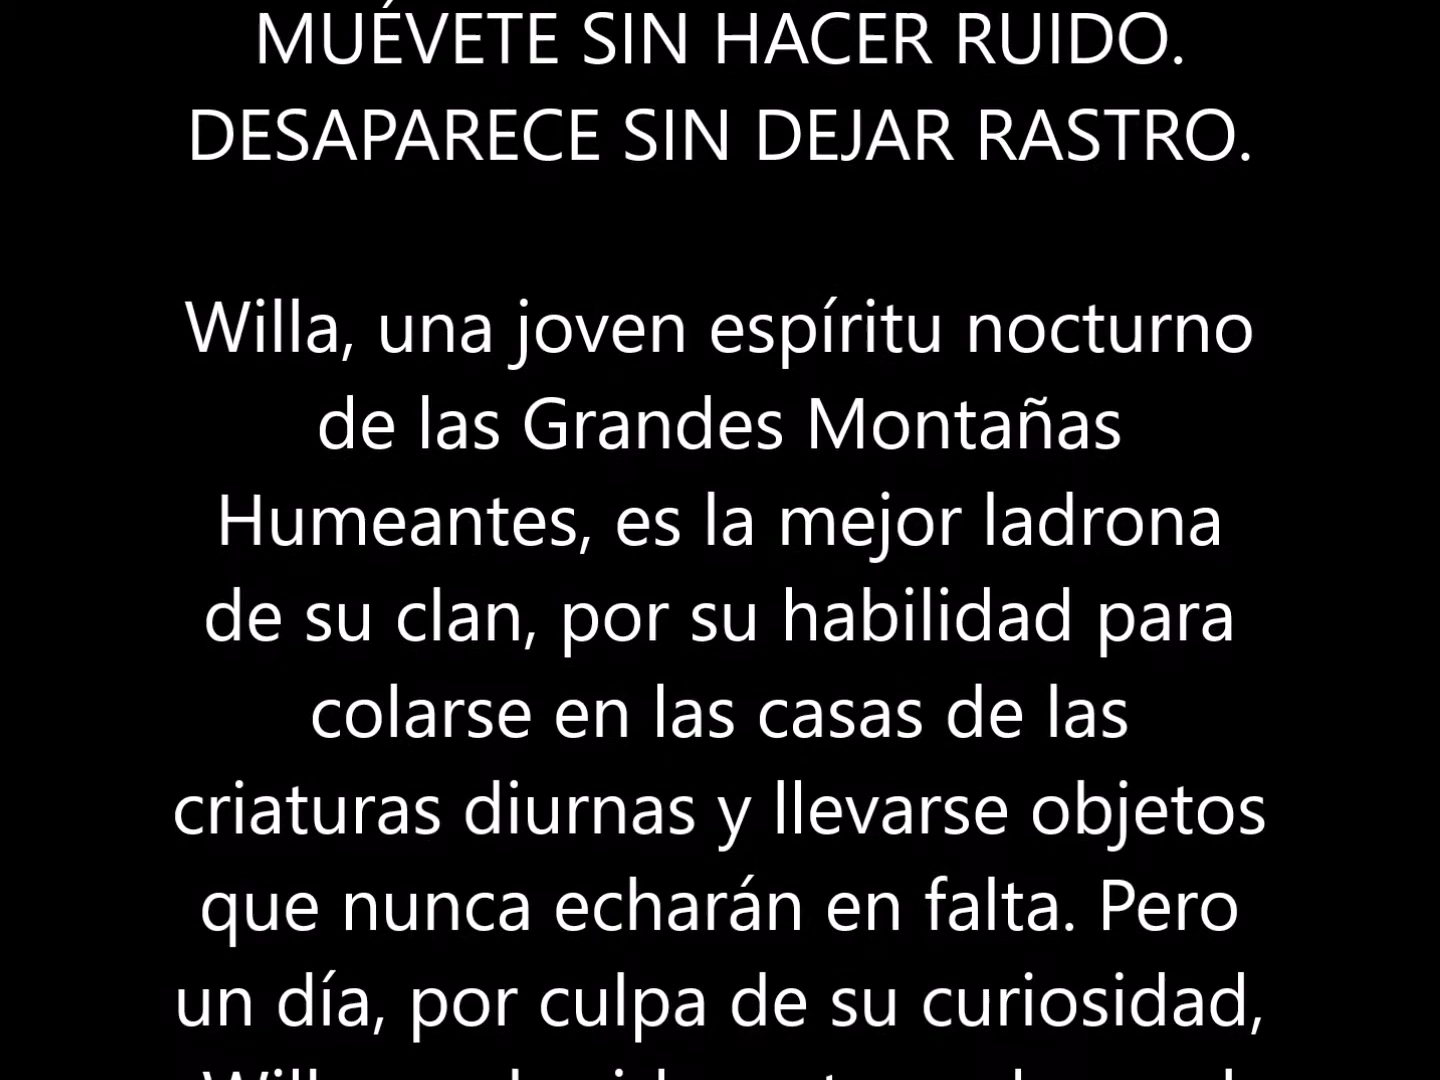 MUÉVETE SIN HACER RUIDO.
DESAPARECE SIN DEJAR RASTRO.
Willa, una joven espíritu nocturno
de las Grandes Montañas
Humeantes, es la mejor ladrona
de su clan, por su habilidad para
colarse en las casas de las
criaturas diurnas y llevarse objetos
que nunca echarán en falta. Pero
un día, por culpa de su curiosidad,
Willa